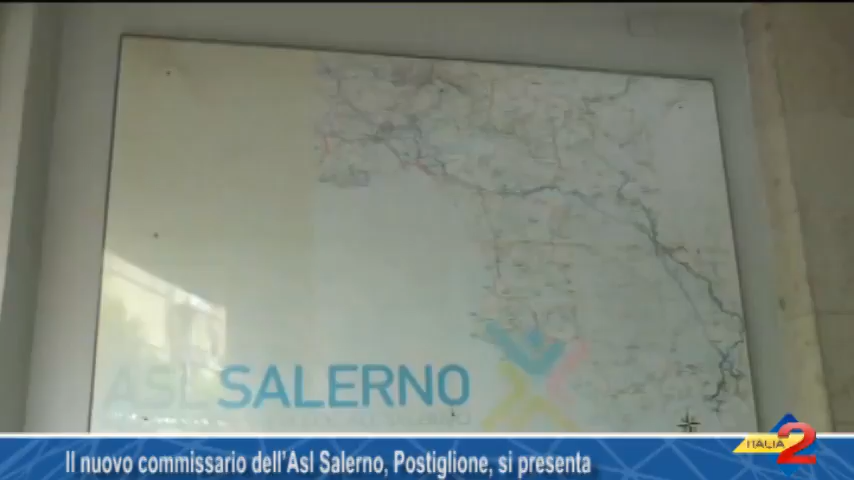 ASL SALERNO
Il nuovo commissario dell'Asl Salerno, Postiglione, si presenta
ITALIA 2